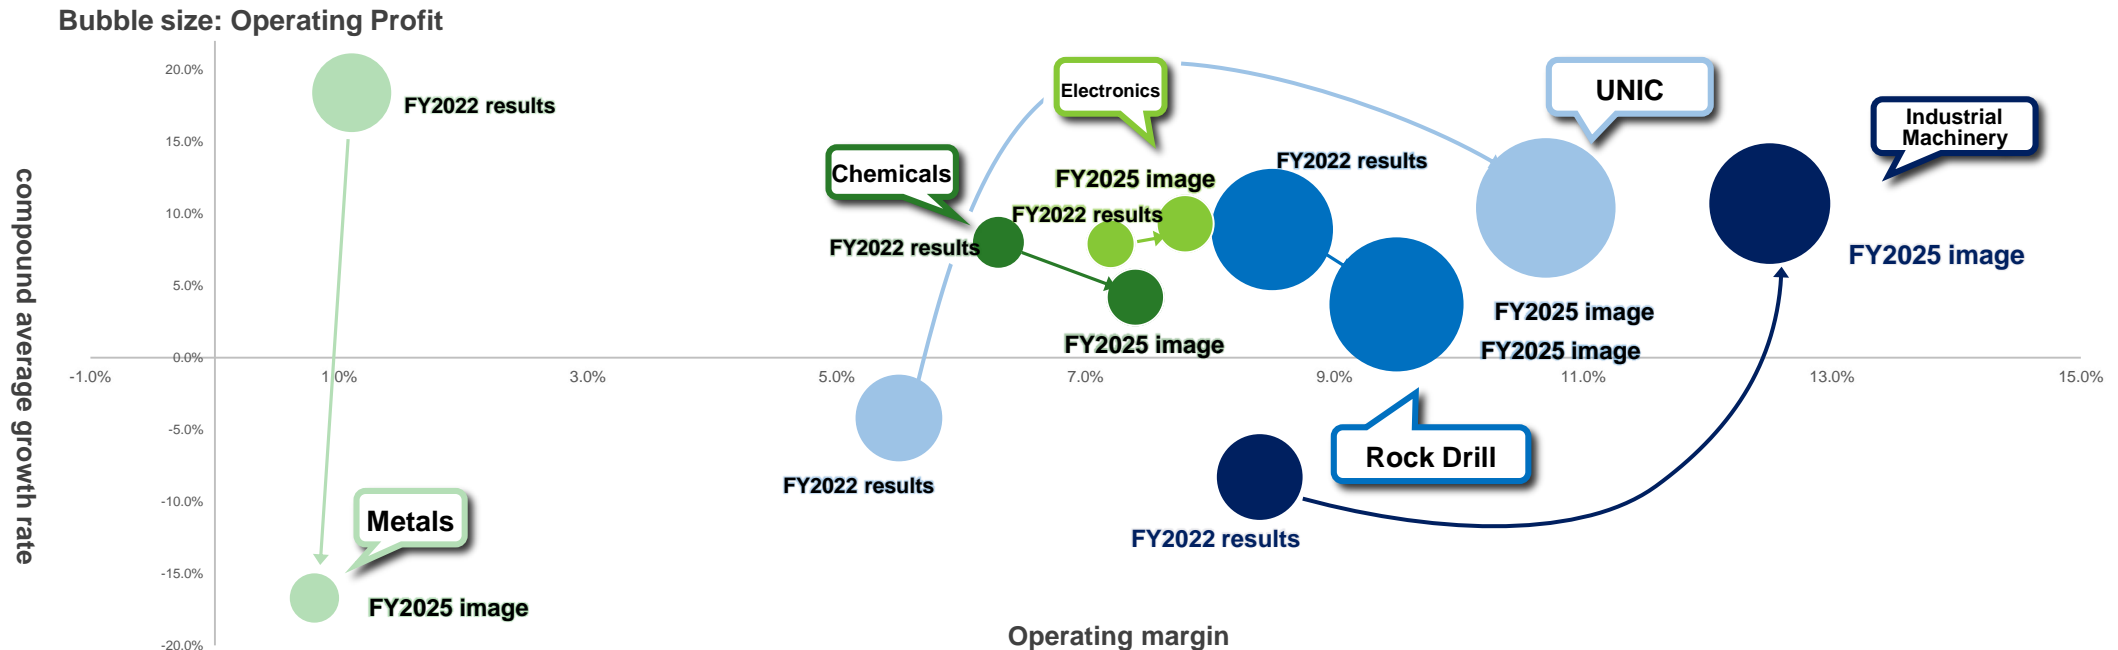 Bubble size: Operating Profit
20.0%
15.0%
10.0%
5.0%
0.0%
-5.0%
-10.0%
-15.0%
-20.0%
compound average growth rate
-1.0%
1.0%
3.0%
5.0%
7.0%
9.0%
11.0%
13.0%
15.0%
Operating margin
FY2022 results
Metals
FY2025 image
Chemicals
FY2022 results
FY2025 image
Electronics
FY2025 image
FY2022 results
FY2022 results
FY2022 results
UNIC
FY2025 image
FY2025 image
Rock Drill
Industrial
Machinery
FY2025 image
FY2022 results